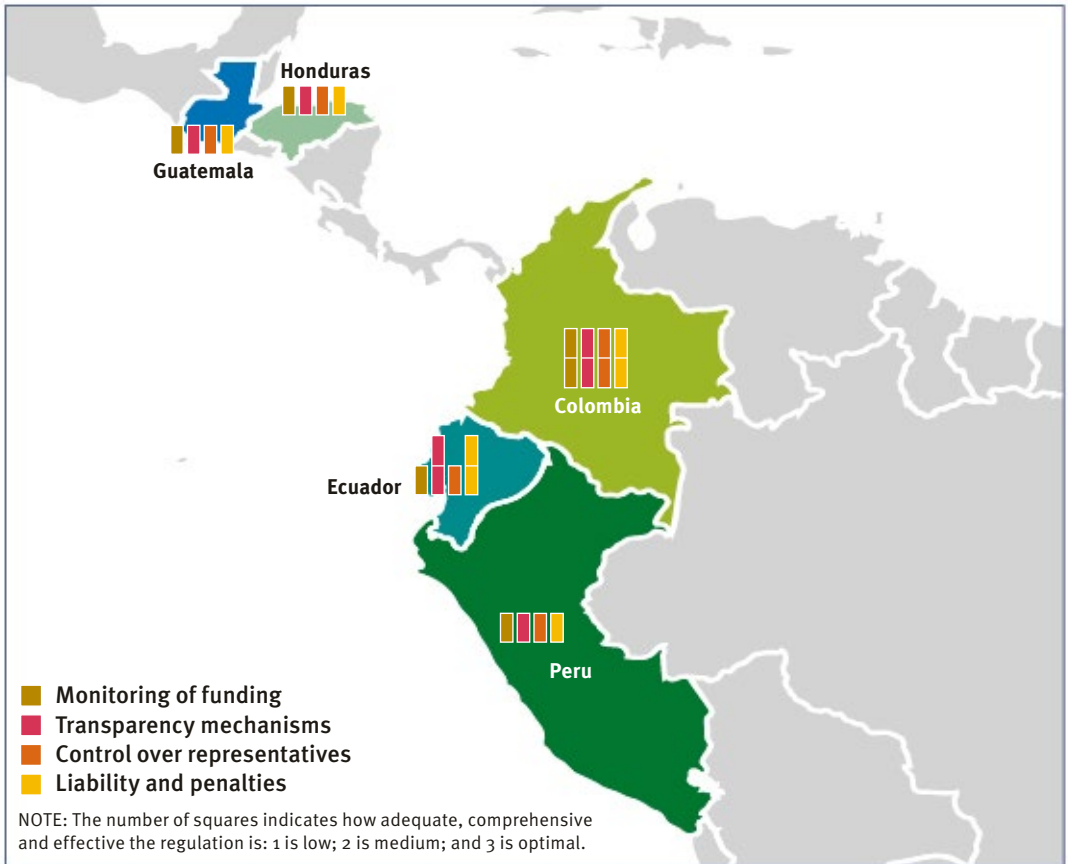 Honduras
Guatemala
Colombia
Ecuador
Peru
Monitoring of funding
Transparency mechanisms
Control over representatives
Liability and penalties
NOTE: The number of squares indicates how adequate, comprehensive
and effective the regulation is: 1 is low; 2 is medium; and 3 is optimal.